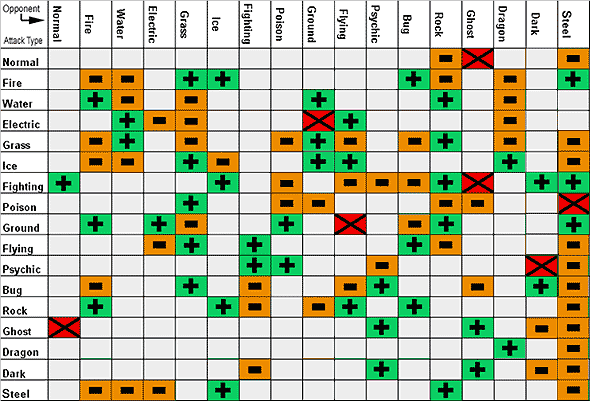 Opponent
Attack Type
Normal
Fire
Water
Electric
Grass
Ice
Fighting
Poison
Ground
Flying
Psychic
Bug
Rock
Ghost
Dragon
Dark
Steel
Normal
Fire
Water
Electric
Grass
Ice
Fighting
Poison
Ground
Flying
Psychic
Bug
Rock
Ghost
Dragon
Dark
Steel